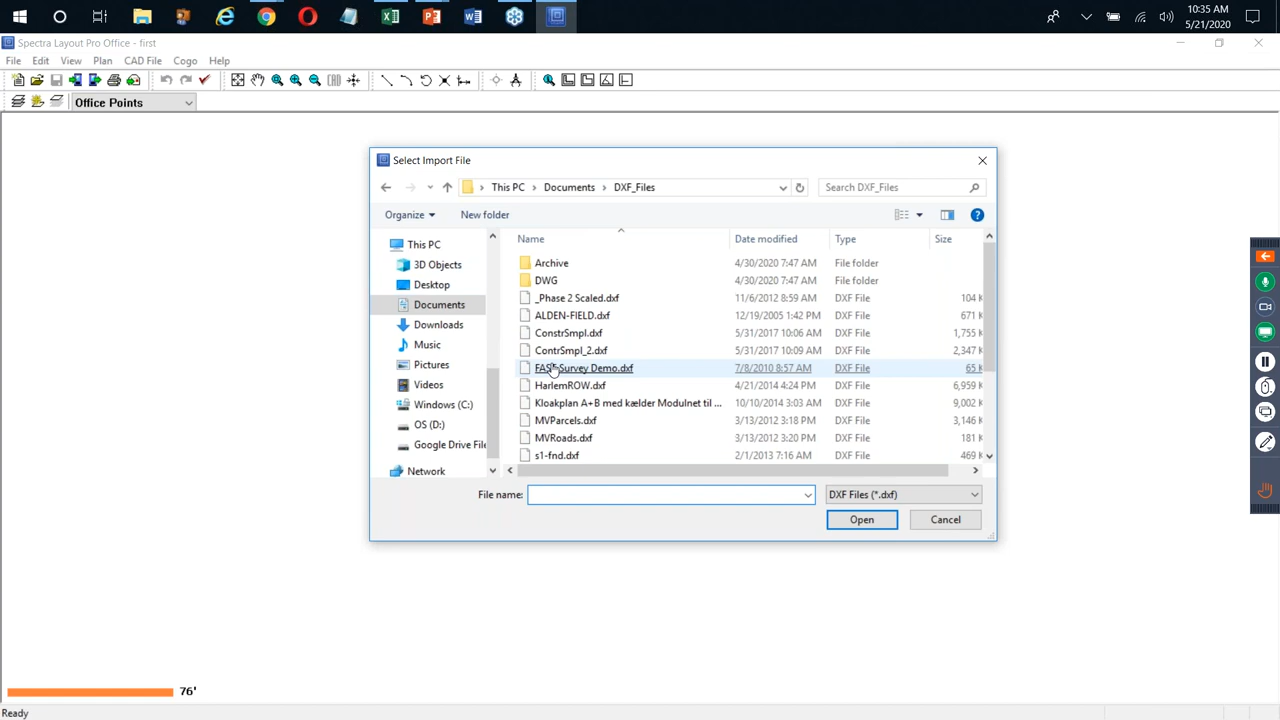 10:35 AM
5/21/2020
Spectra Layout Pro Office - first
File Edit View Plan CAD File Cogo Help
Office Points
Select Import File
This PC > Documents > DXF_Files
Search DXF_Files
Organize
New folder
Name Date modified Type Size
This PC
3D Objects
Desktop
Documents
Downloads
Music
Pictures
Videos
Windows (C:)
OS (D:)
Google Drive File
Network
Archive 4/30/2020 7:47 AM File folder
DWG 4/30/2020 7:47 AM File folder
_Phase 2 Scaled.dxf 11/6/2012 8:59 AM DXF File 104 K
ALDEN-FIELD.dxf 12/19/2005 1:42 PM DXF File 671 K
ConstrSmpl.dxf 5/31/2017 10:06 AM DXF File 1,755 K
ContrSmpl_2.dxf 5/31/2017 10:09 AM DXF File 2,347 K
Survey Demo.dxf 7/8/2010 8:57 AM DXF File 65 K
HarlemROW.dxf 4/21/2014 4:24 PM DXF File 6,959 K
Kloakplan A+B med kælder Modulnet til ... 10/10/2014 3:03 AM DXF File 9,002 K
MVParcels.dxf 3/13/2012 3:18 PM DXF File 3,146 K
MVRoads.dxf 3/13/2012 3:20 PM DXF File 181 K
s1-fnd.dxf 2/1/2013 7:16 AM DXF File 469 K
File name:
DXF Files (*.dxf)
Open
Cancel
76'
Ready